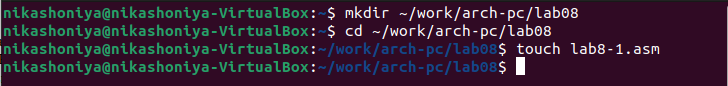 nikashoniya@nikashoniya-VirtualBox:~$ mkdir ~/work/arch-pc/lab08
nikashoniya@nikashoniya-VirtualBox:~$ cd ~/work/arch-pc/lab08
nikashoniya@nikashoniya-VirtualBox:~/work/arch-pc/lab08$ touch lab8-1.asm
nikashoniya@nikashoniya-VirtualBox:~/work/arch-pc/lab08$